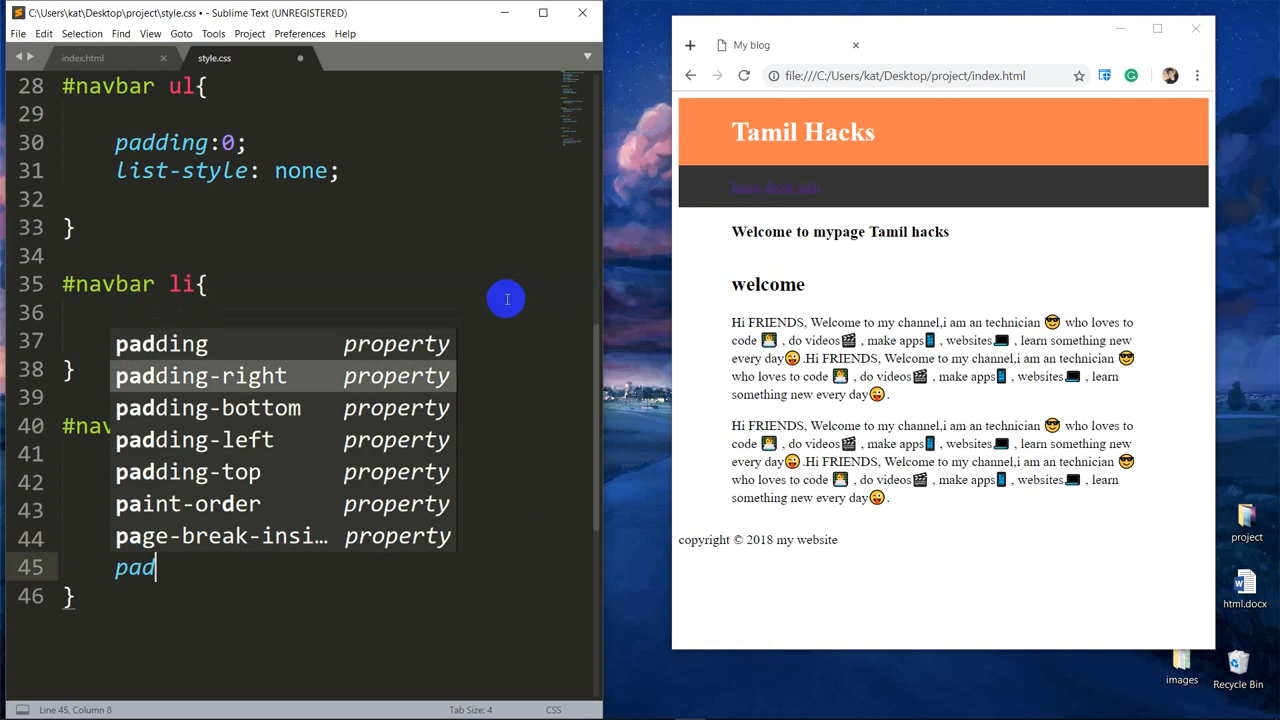 C:\Users\kat\Desktop\project\style.css • - Sublime Text (UNREGISTERED)
File Edit Selection Find View Goto Tools Project Preferences Help
index.html
style.css
28 #navbar ul{
29
30 padding:0;
31 list-style: none;
32
33 }
34
35 #navbar li{
36
37
38 }
39
40 #nav
41
42
43
44
45 pad
46 }
padding property
padding-right property
padding-bottom property
padding-left property
padding-top property
paint-order property
page-break-insi… property
Line 45, Column 8
Tab Size: 4
CSS
My blog
file:///C:/Users/kat/Desktop/project/index.html
Tamil Hacks
Welcome to mypage Tamil hacks
welcome
Hi FRIENDS, Welcome to my channel,i am an technician 😎 who loves to
code 👨‍💻 , do videos🎬 , make apps📱 , websites💻 , learn something new
every day😜.Hi FRIENDS, Welcome to my channel,i am an technician 😎
who loves to code 👨‍💻 , do videos🎬 , make apps📱 , websites💻 , learn
something new every day😜.
Hi FRIENDS, Welcome to my channel,i am an technician 😎 who loves to
code 👨‍💻 , do videos🎬 , make apps📱 , websites💻 , learn something new
every day😜.Hi FRIENDS, Welcome to my channel,i am an technician 😎
who loves to code 👨‍💻 , do videos🎬 , make apps📱 , websites💻 , learn
something new every day😜.
copyright © 2018 my website
project
html.docx
images
Recycle Bin